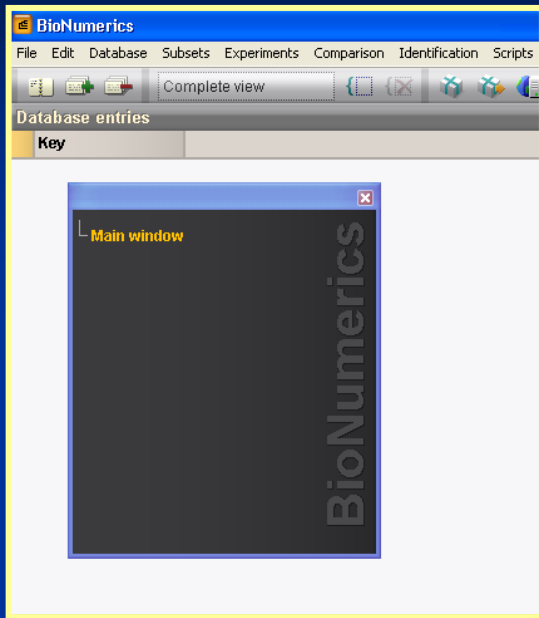 BioNumerics
File Edit Database Subsets Experiments Comparison Identification Scripts
Complete view
Database entries
Key
Main window
BioNumerics